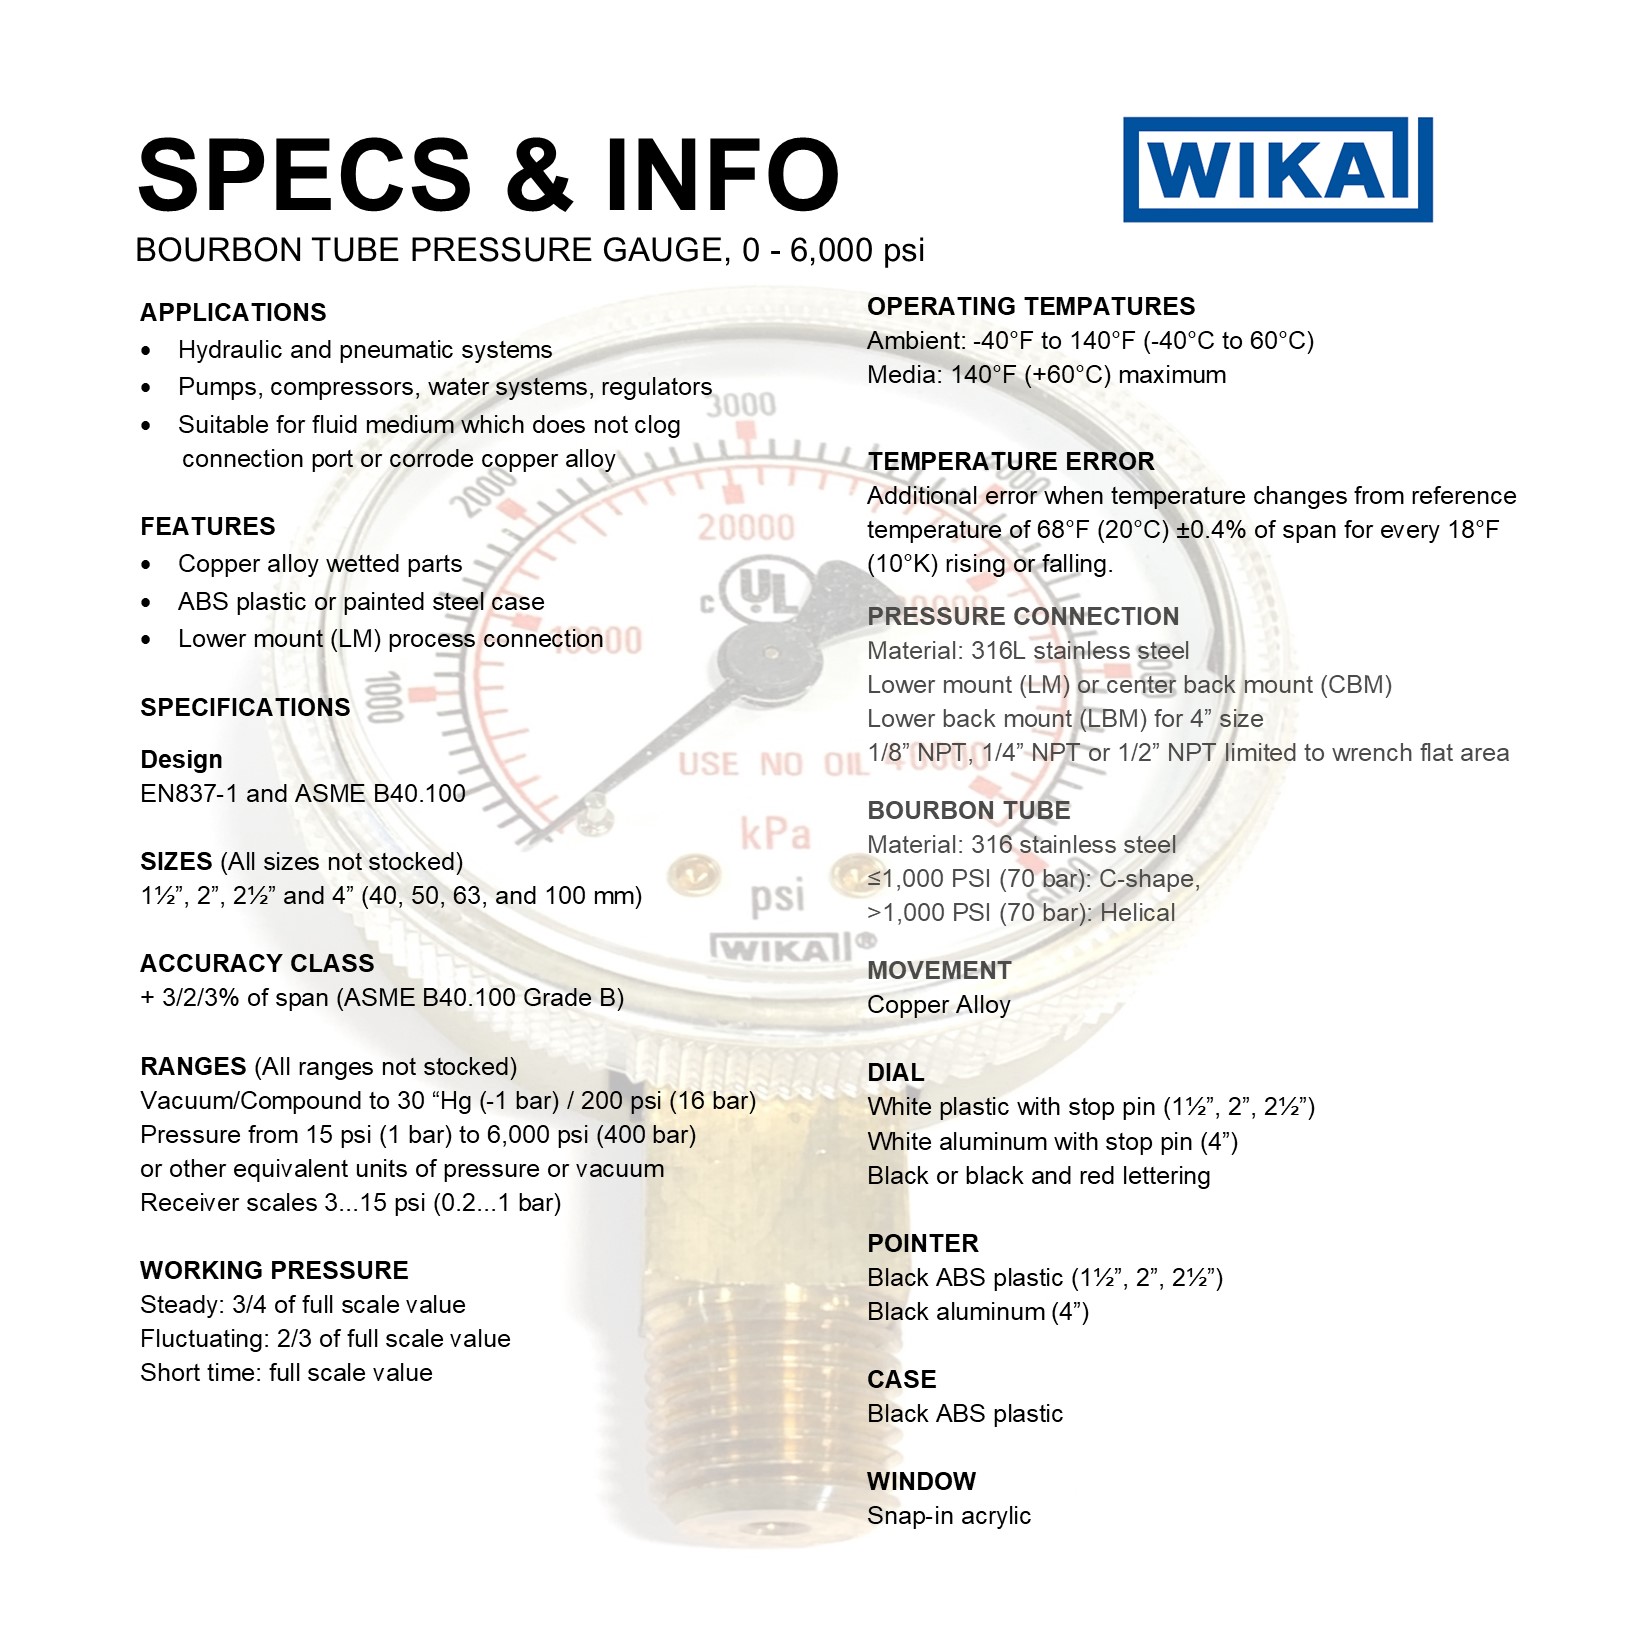 SPECS & INFO
WIKA
BOURBON TUBE PRESSURE GAUGE, 0 - 6,000 psi
APPLICATIONS
• Hydraulic and pneumatic systems
• Pumps, compressors, water systems, regulators
• Suitable for fluid medium which does not clog
connection port or corrode copper alloy
FEATURES
• Copper alloy wetted parts
• ABS plastic or painted steel case
• Lower mount (LM) process connection
SPECIFICATIONS
Design
EN837-1 and ASME B40.100
SIZES (All sizes not stocked)
1½”, 2”, 2½” and 4” (40, 50, 63, and 100 mm)
ACCURACY CLASS
+ 3/2/3% of span (ASME B40.100 Grade B)
RANGES (All ranges not stocked)
Vacuum/Compound to 30 “Hg (-1 bar) / 200 psi (16 bar)
Pressure from 15 psi (1 bar) to 6,000 psi (400 bar)
or other equivalent units of pressure or vacuum
Receiver scales 3...15 psi (0.2...1 bar)
WORKING PRESSURE
Steady: 3/4 of full scale value
Fluctuating: 2/3 of full scale value
Short time: full scale value
OPERATING TEMPATURES
Ambient: -40°F to 140°F (-40°C to 60°C)
Media: 140°F (+60°C) maximum
TEMPERATURE ERROR
Additional error when temperature changes from reference
temperature of 68°F (20°C) ±0.4% of span for every 18°F
(10°K) rising or falling.
PRESSURE CONNECTION
Material: 316L stainless steel
Lower mount (LM) or center back mount (CBM)
Lower back mount (LBM) for 4” size
1/8” NPT, 1/4” NPT or 1/2” NPT limited to wrench flat area
BOURBON TUBE
Material: 316 stainless steel
≤1,000 PSI (70 bar): C-shape,
>1,000 PSI (70 bar): Helical
MOVEMENT
Copper Alloy
DIAL
White plastic with stop pin (1½”, 2”, 2½”)
White aluminum with stop pin (4”)
Black or black and red lettering
POINTER
Black ABS plastic (1½”, 2”, 2½”)
Black aluminum (4”)
CASE
Black ABS plastic
WINDOW
Snap-in acrylic
1000
2000
3000
10000
20000
40000
C UL
USE NO OIL
kPa
psi
WIKA®